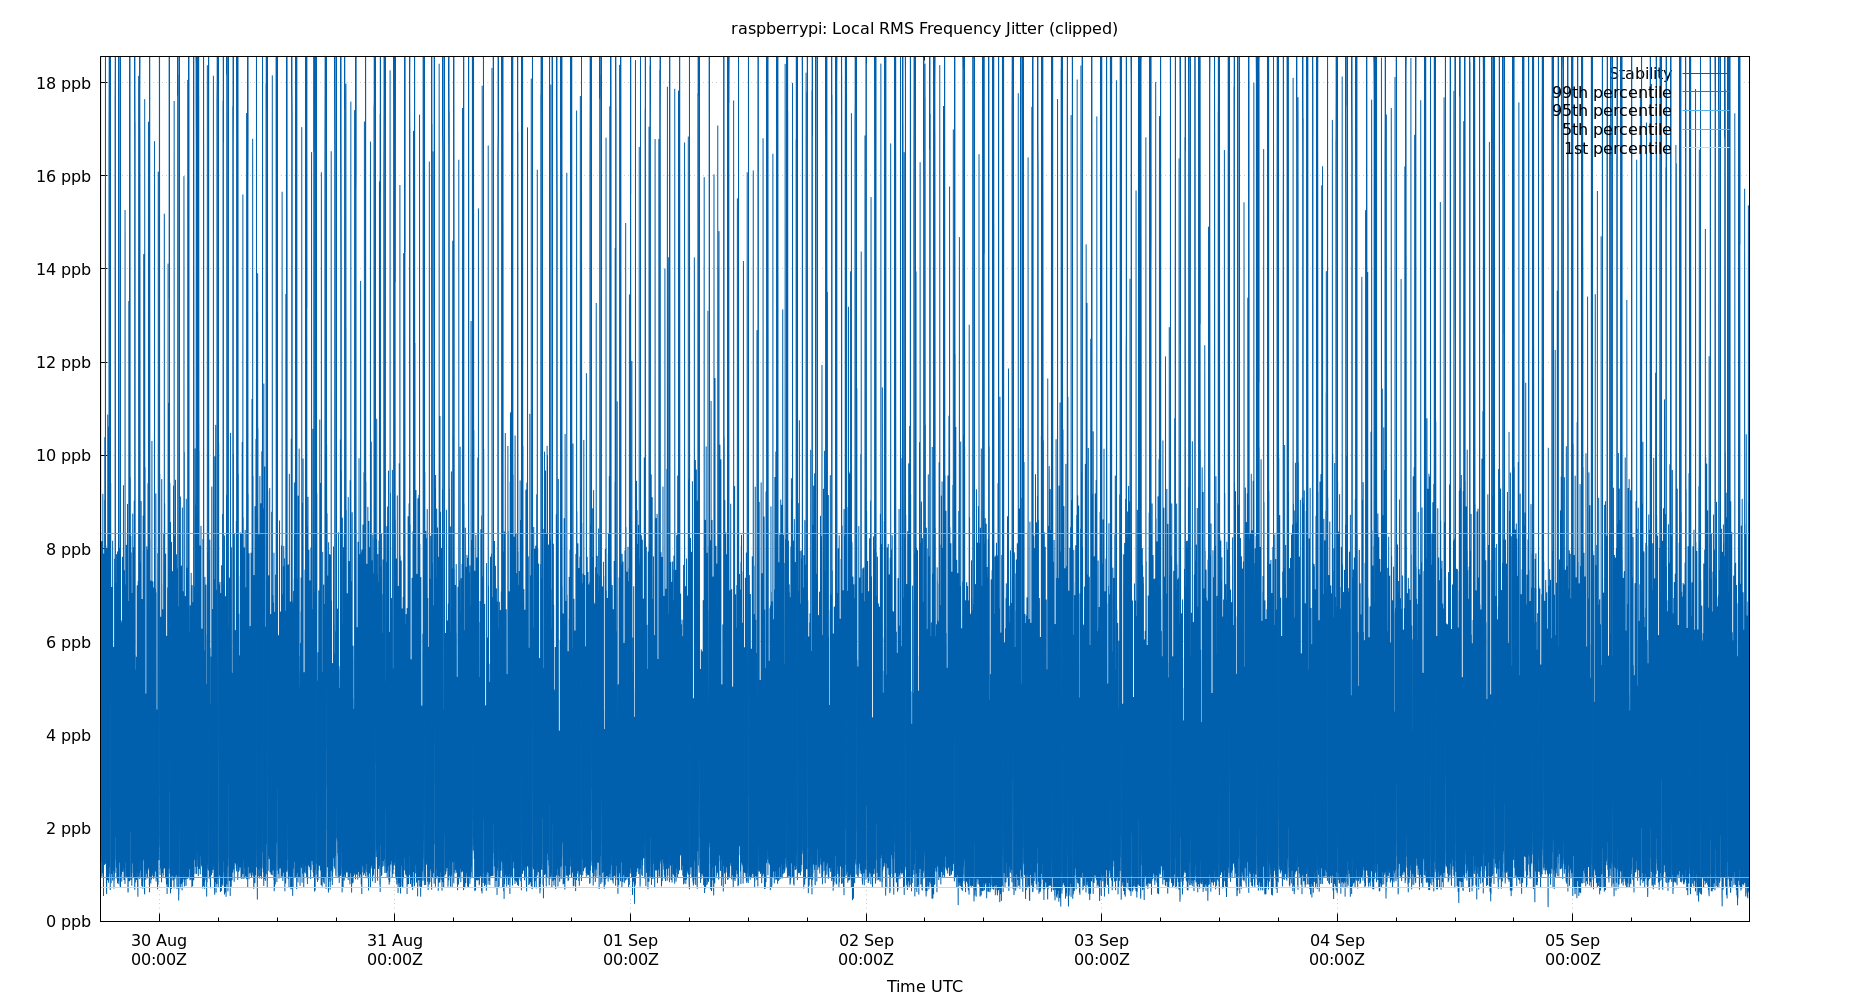 raspberrypi: Local RMS Frequency Jitter (clipped)
18 ppb
16 ppb
14 ppb
12 ppb
10 ppb
8 ppb
6 ppb
4 ppb
2 ppb
0 ppb
Stability
99th percentile
95th percentile
5th percentile
1st percentile
30 Aug
00:00Z
31 Aug
00:00Z
01 Sep
00:00Z
02 Sep
00:00Z
03 Sep
00:00Z
04 Sep
00:00Z
05 Sep
00:00Z
Time UTC